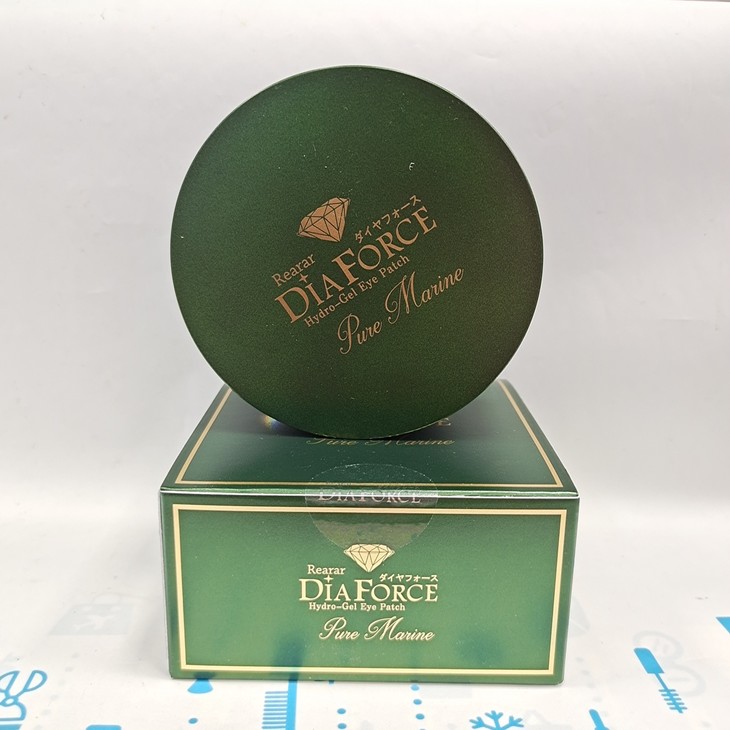 ダイヤフォース
Rearar
DIAFORCE
Hydro-Gel Eye Patch
Pure Marine
Pure Marine
DIAFORCE
Rearar
ダイヤフォース
DIAFORCE
Hydro-Gel Eye Patch
Pure Marine